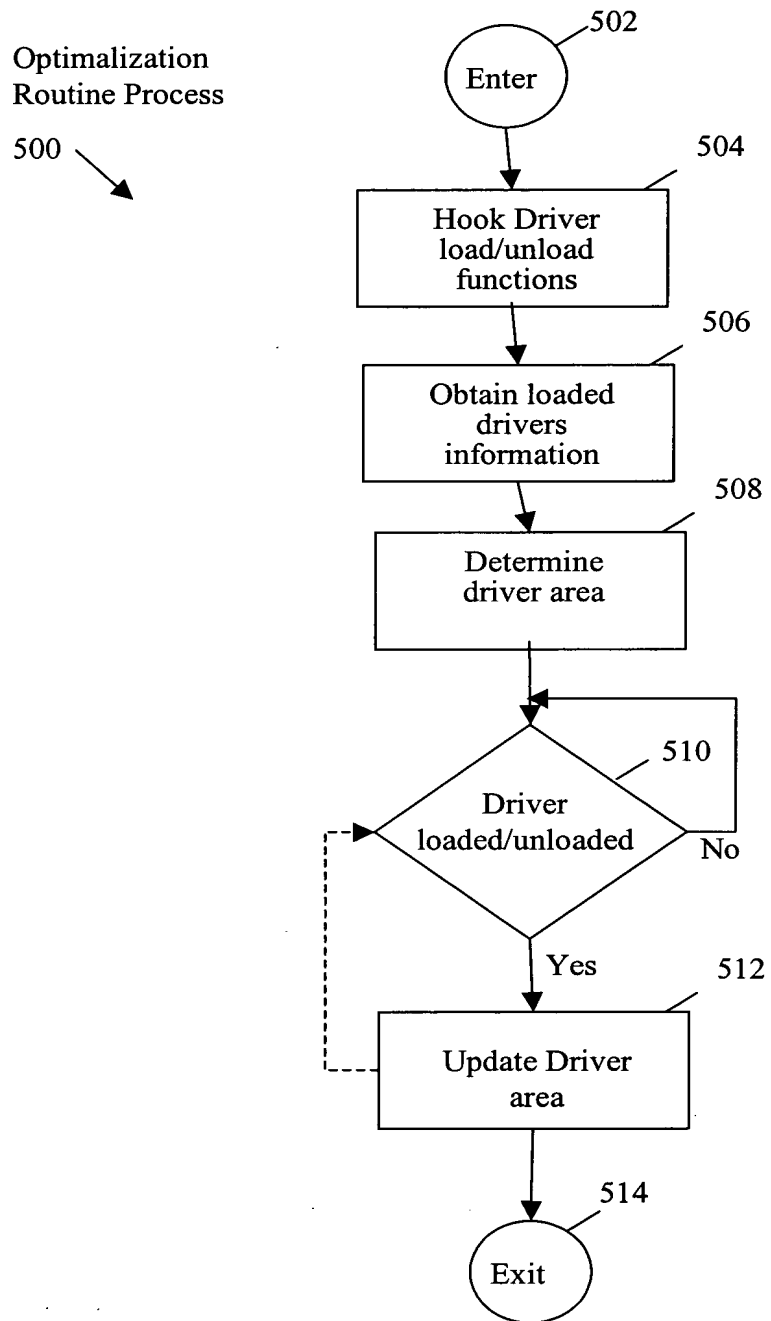 502
Optimalization
Routine Process
500
Enter
504
Hook Driver
load/unload
functions
506
Obtain loaded
drivers
information
508
Determine
driver area
510
Driver
loaded/unloaded
No
Yes
512
Update Driver
area
514
Exit